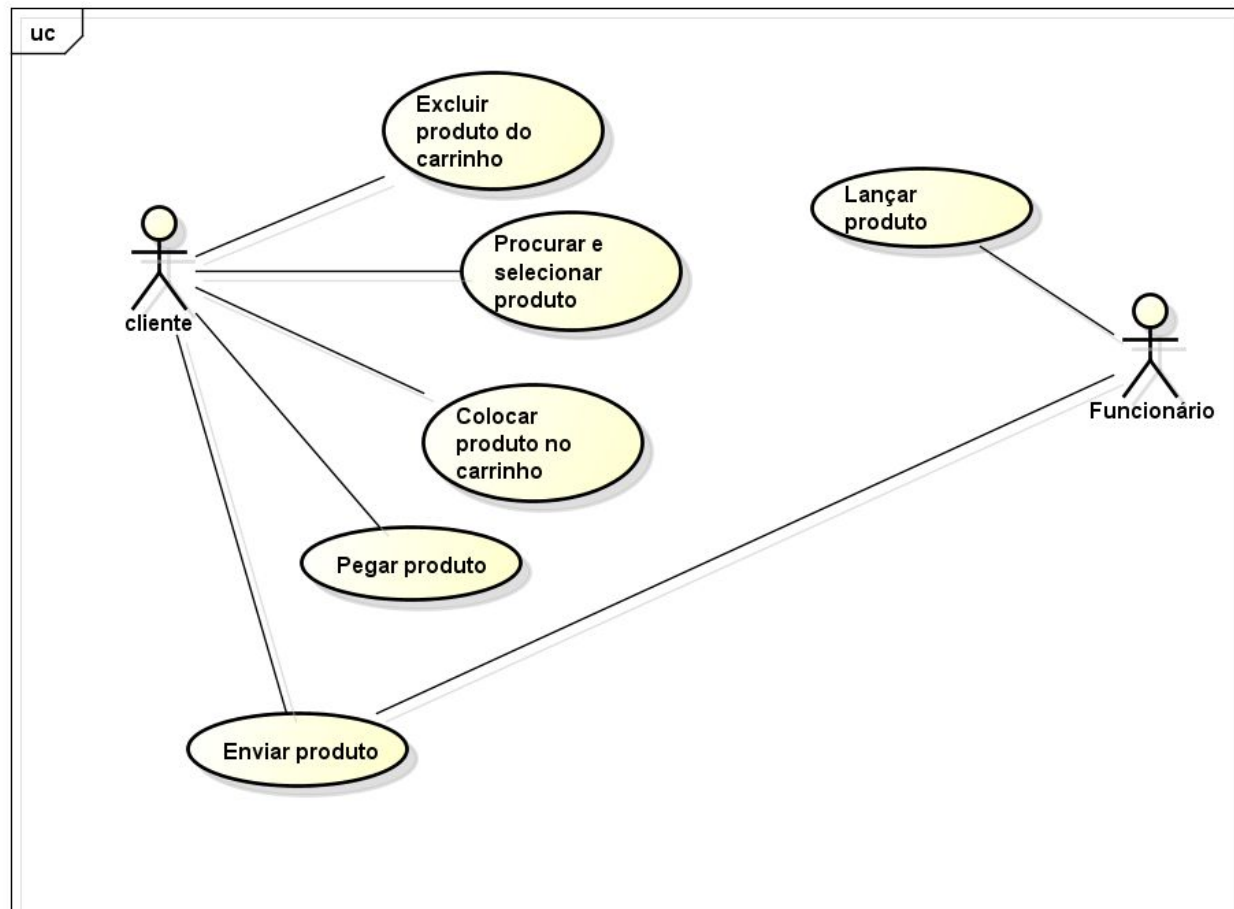 uc
Excluir
produto do
carrinho
Lançar
produto
Procurar e
selecionar
produto
cliente
Funcionário
Colocar
produto no
carrinho
Pegar produto
Enviar produto